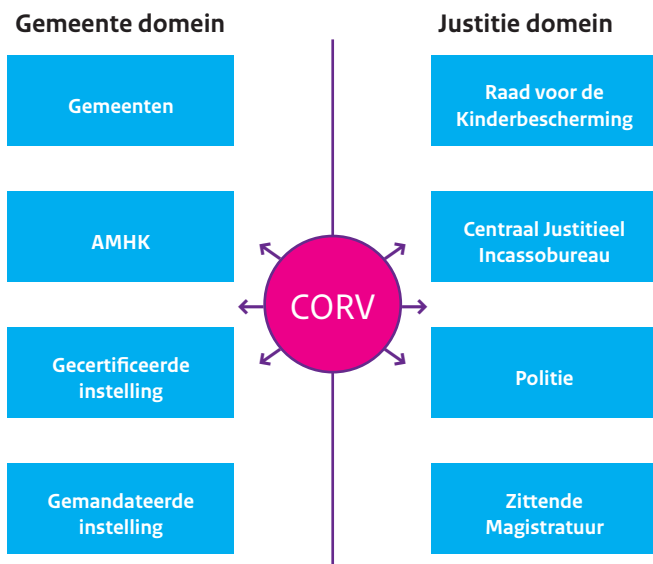 Gemeente domein
Justitie domein
Gemeenten
Raad voor de
Kinderbescherming
AMHK
Centraal Justitieel
Incassobureau
CORV
Gecertificeerde
instelling
Politie
Gemandateerde
instelling
Zittende
Magistratuur